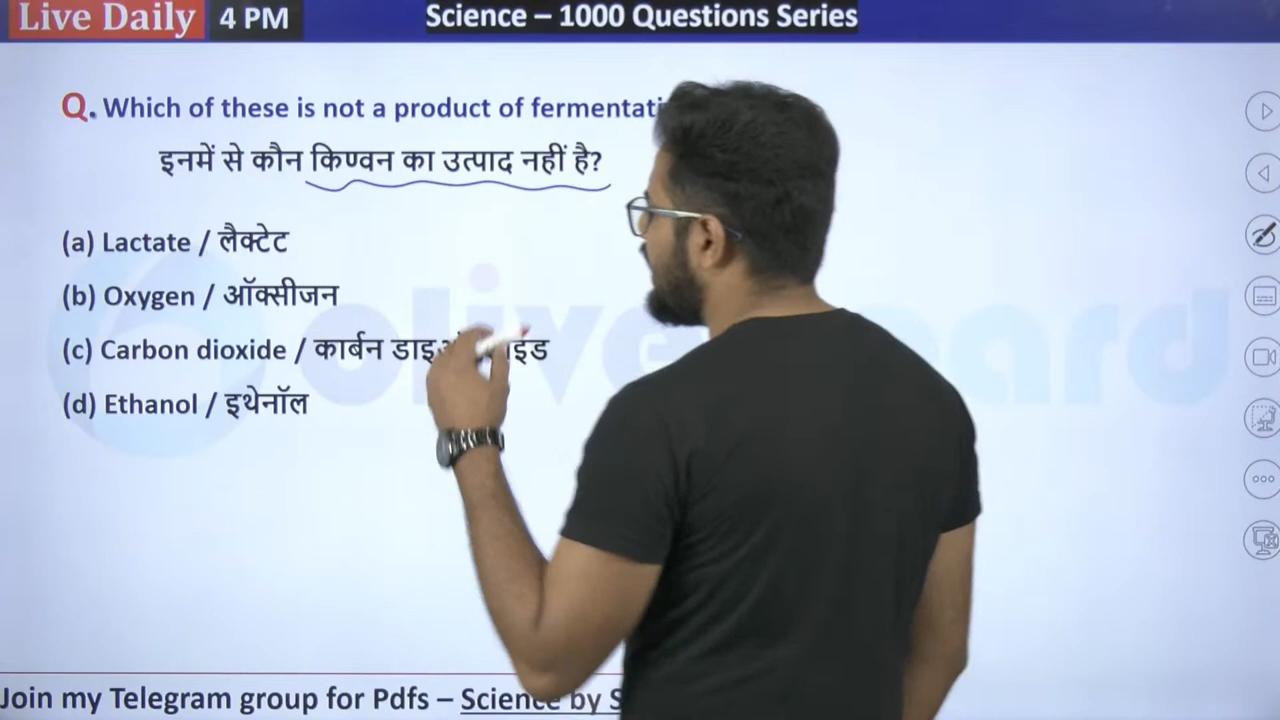 Live Daily 4 PM
Science – 1000 Questions Series
Q. Which of these is not a product of
इनमें से कौन किण्वन का उत्पाद नहीं है?
(a) Lactate / लैक्टेट
(b) Oxygen / ऑक्सीजन
(c) Carbon dioxide / कार्बन
(d) Ethanol / इथेनॉल
Join my Telegram group for Pdfs – Science by